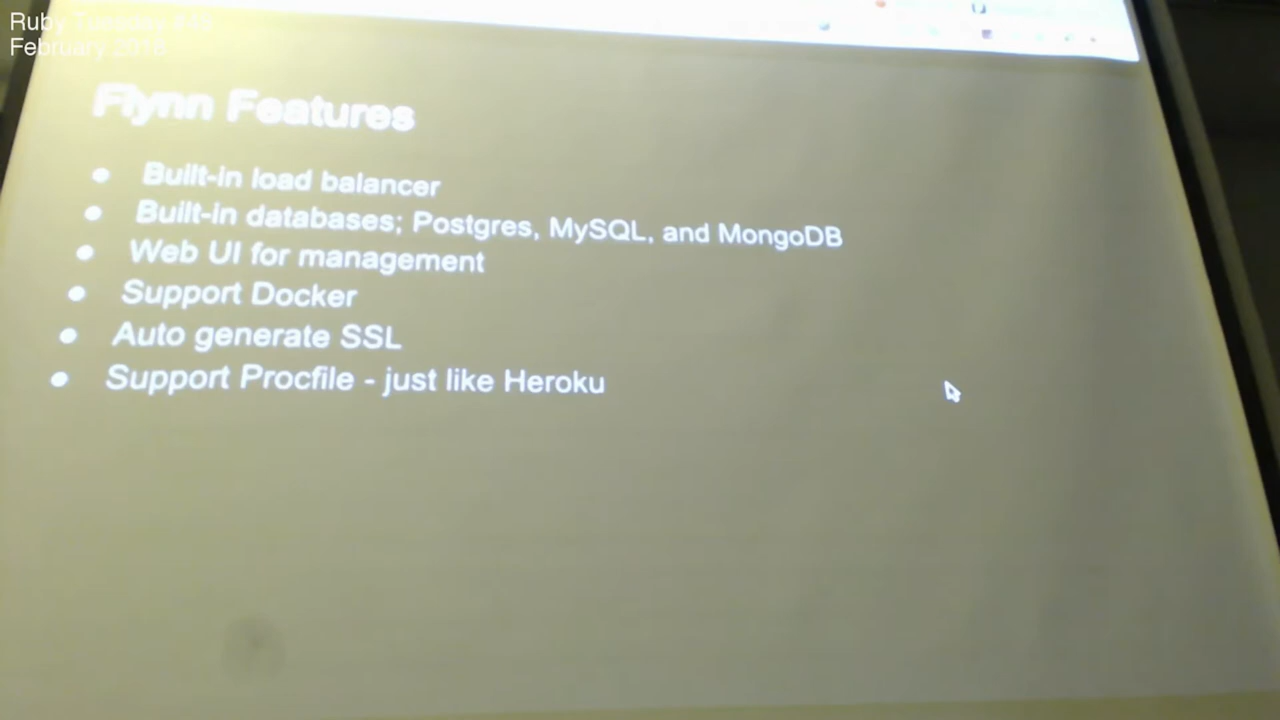 Ruby Tuesday
February 2018
Flynn Features
Built-in load balancer
Built-in databases; Postgres, MySQL, and MongoDB
Web UI for management
Support Docker
Auto generate SSL
Support Procfile - just like Heroku